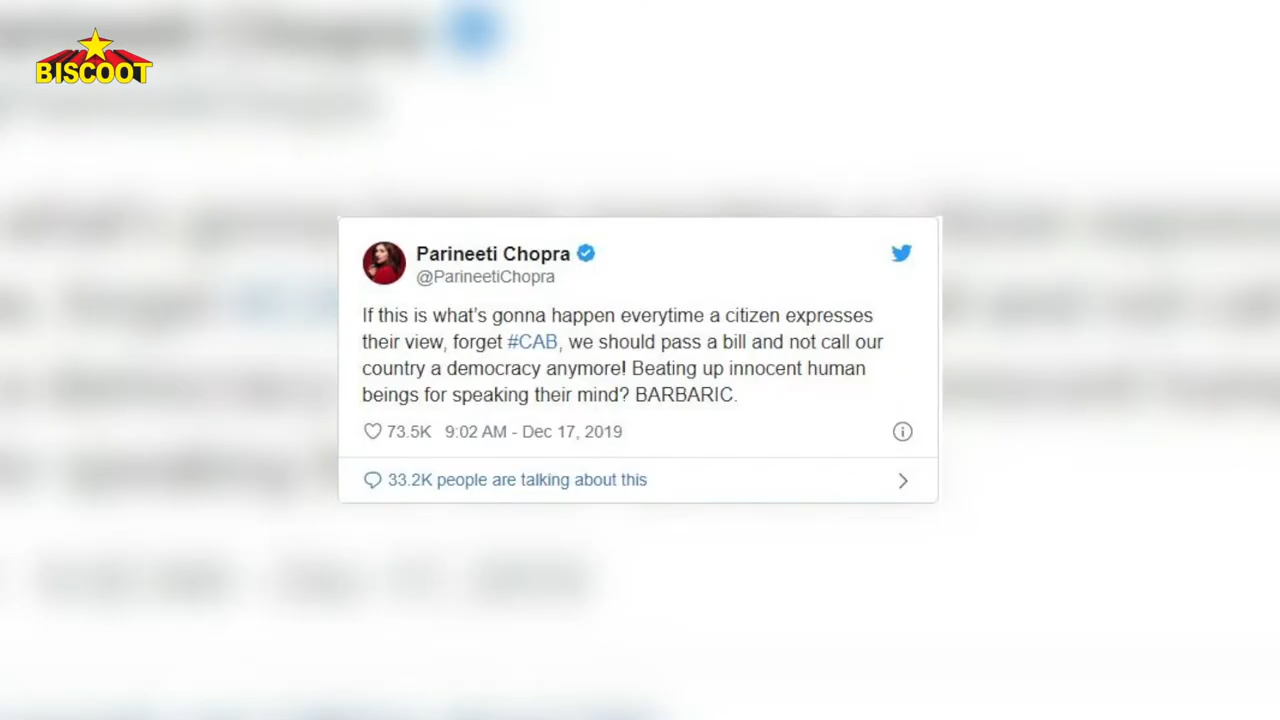 BISCOOT
Parineeti Chopra
@ParineetiChopra
If this is what's gonna happen everytime a citizen expresses
their view, forget #CAB, we should pass a bill and not call our
country a democracy anymore! Beating up innocent human
beings for speaking their mind? BARBARIC.
73.5K 9:02 AM - Dec 17, 2019
33.2K people are talking about this